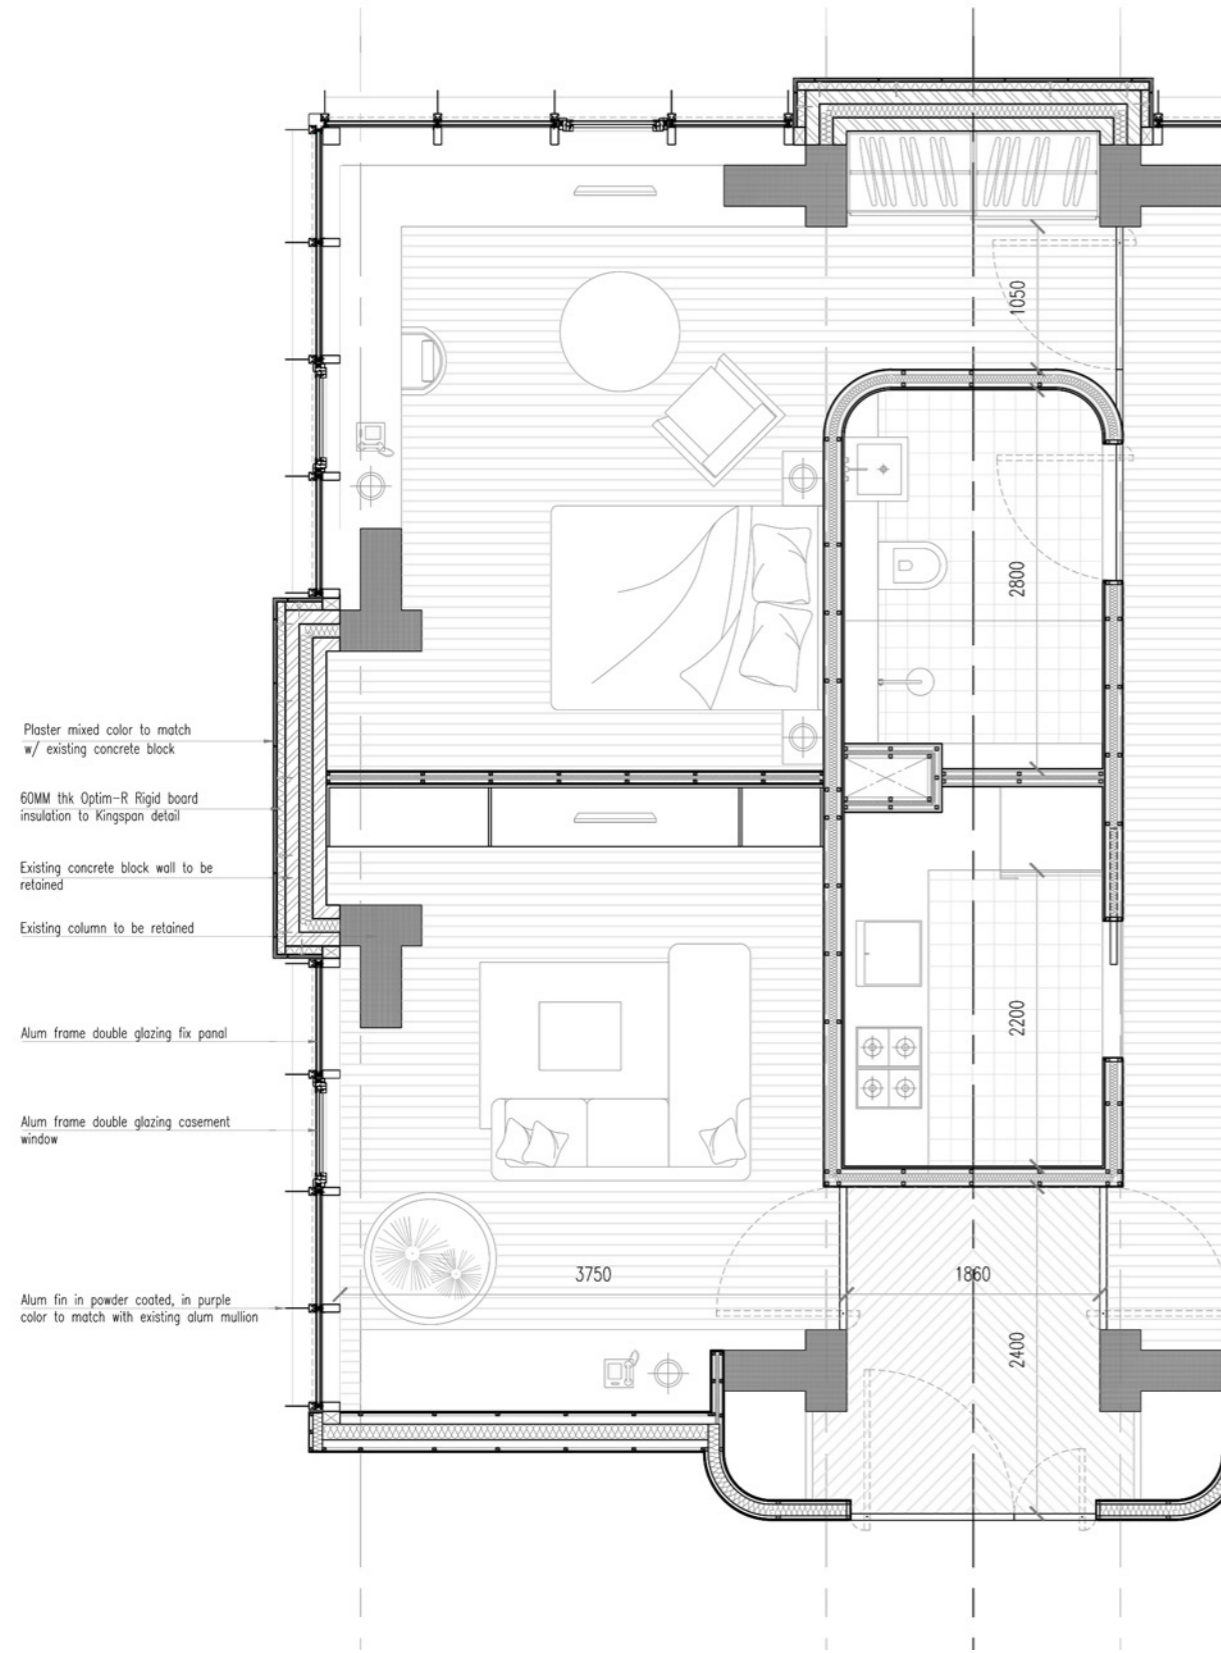 1050
2800
Plaster mixed color to match
w/ existing concrete block
60MM thk Optim-R Rigid board
insulation to Kingspan detail
Existing concrete block wall to be
retained
Existing column to be retained
2200
Alum frame double glazing fix panal
Alum frame double glazing casement
window
3750
1860
Alum fin in powder coated, in purple
color to match with existing alum mullion
2400